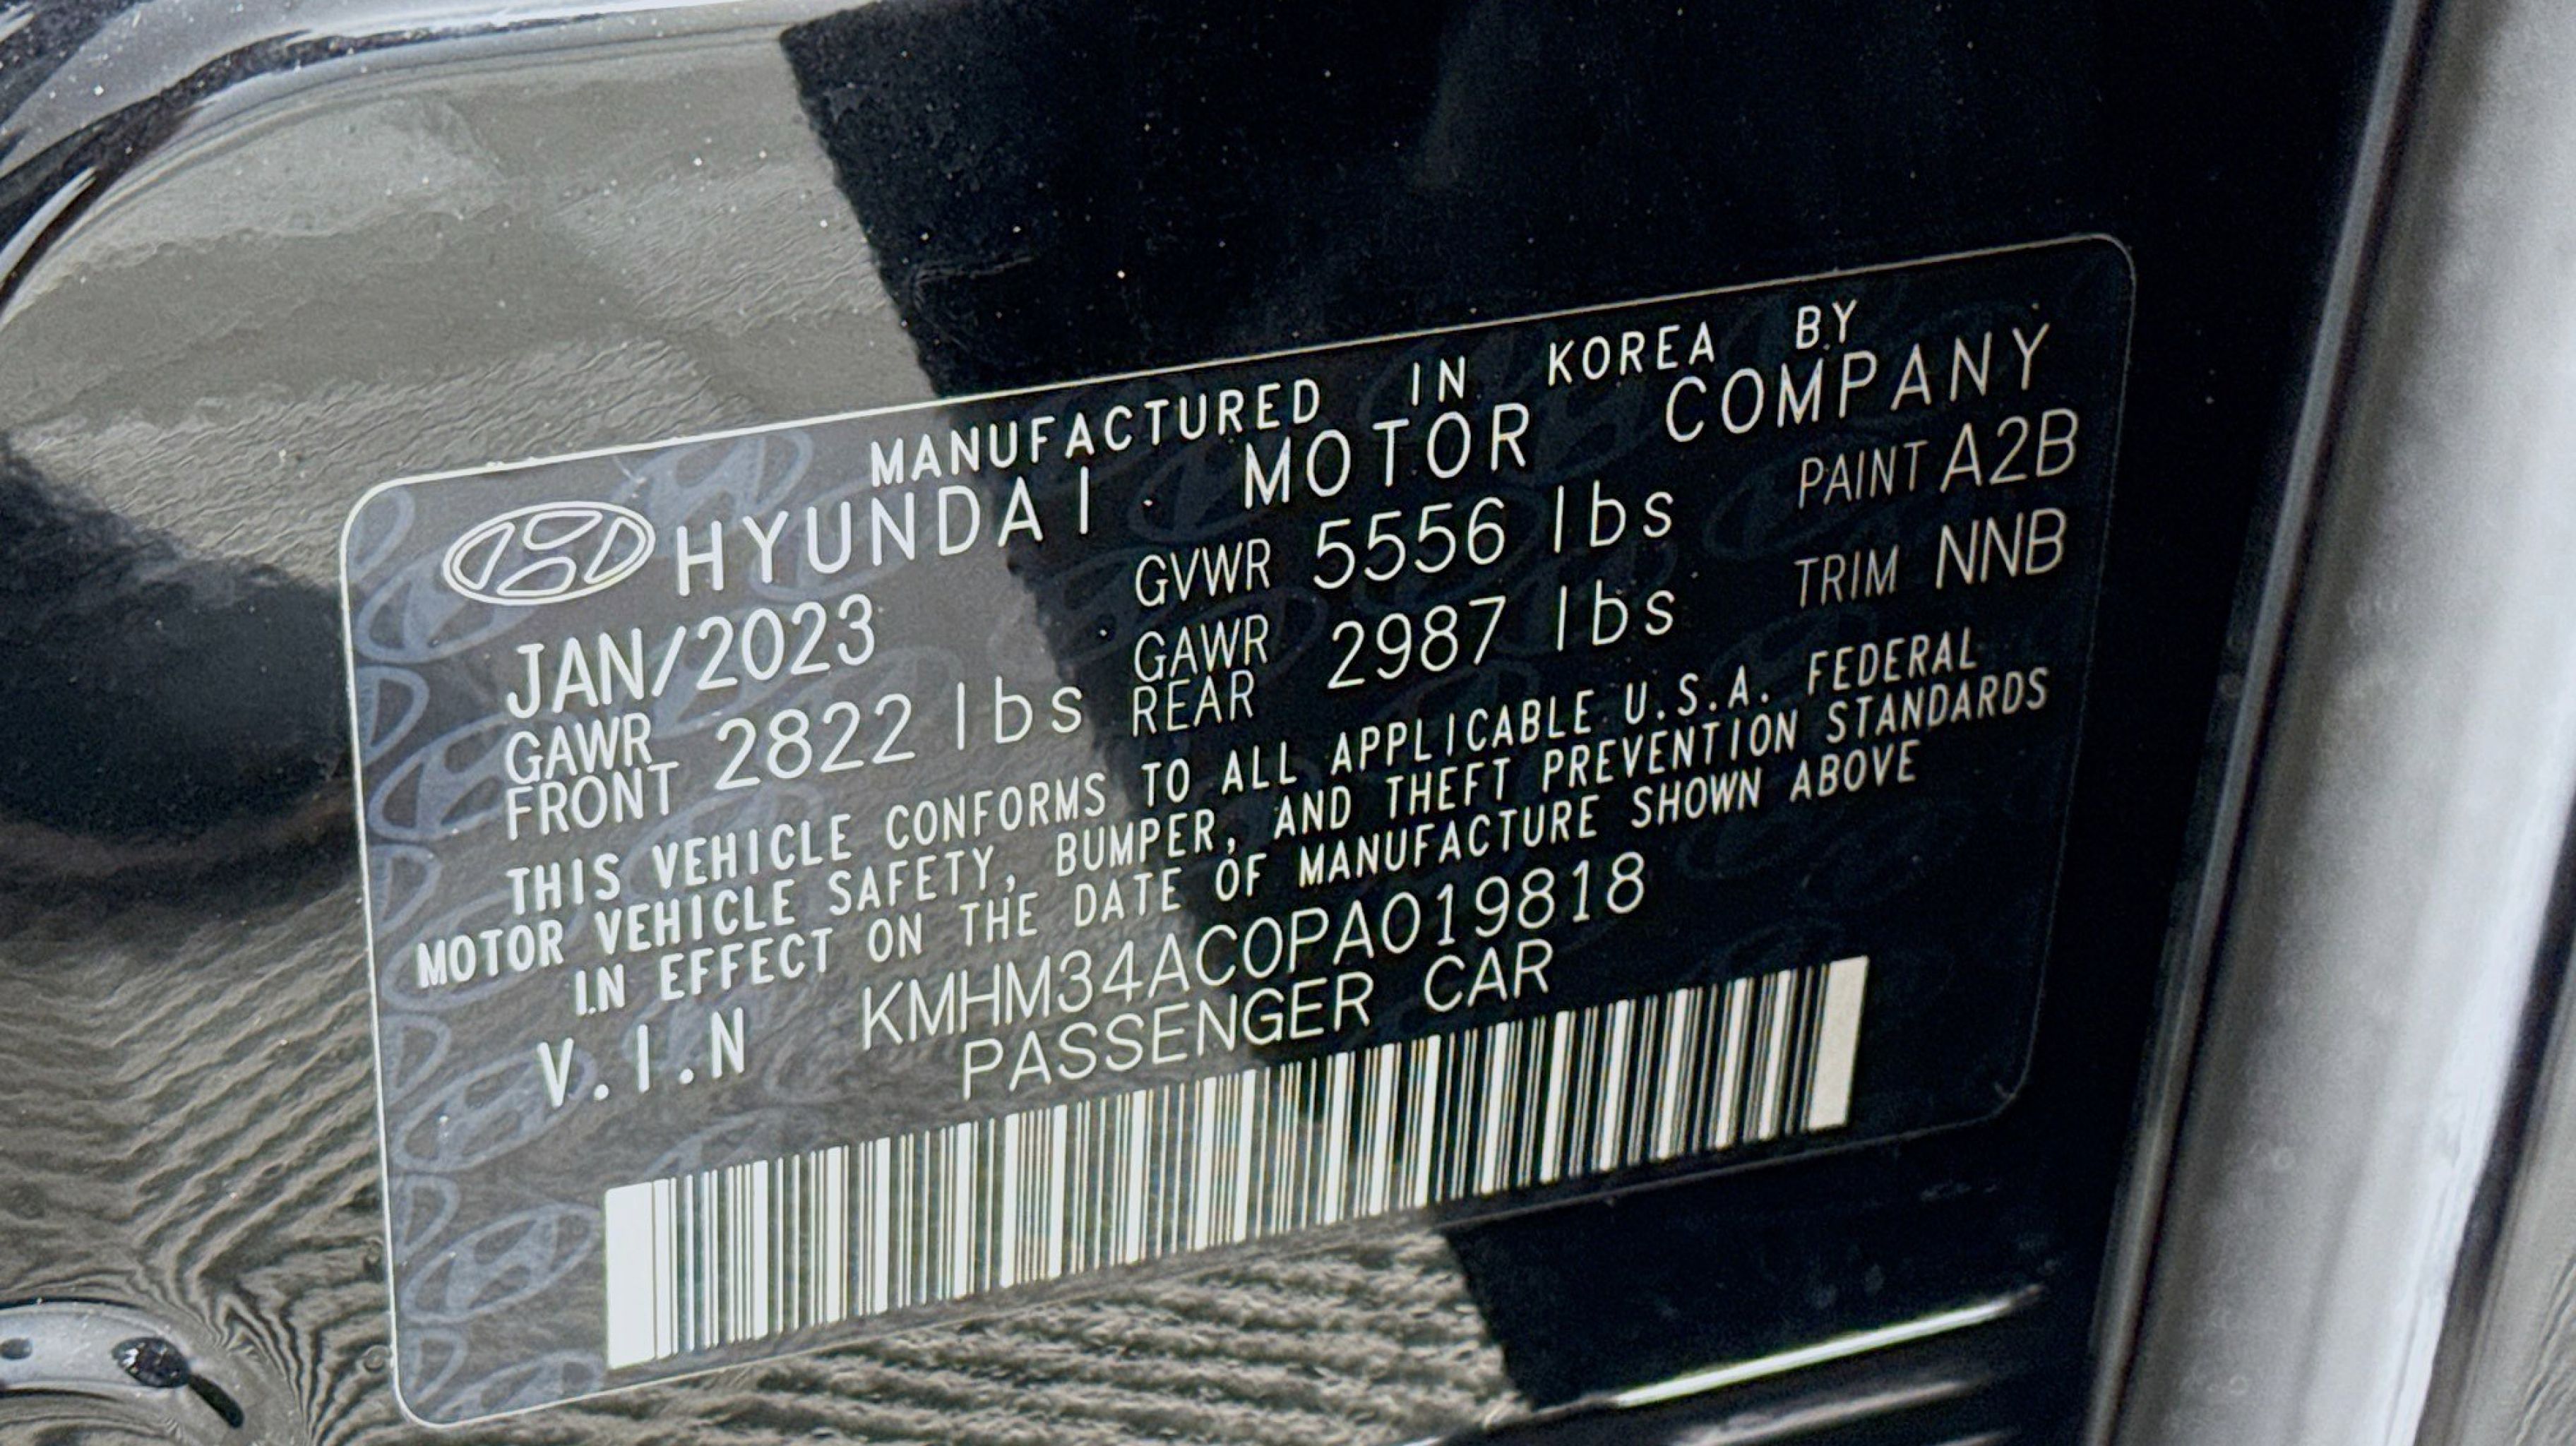 MANUFACTURED IN KOREA BY
HYUNDAI MOTOR COMPANY
JAN/2023 GVWR 5556 lbs PAINT A2B
GAWR FRONT 2822 lbs GAWR REAR 2987 lbs TRIM NNB
THIS VEHICLE CONFORMS TO ALL APPLICABLE U.S.A. FEDERAL
MOTOR VEHICLE SAFETY, BUMPER, AND THEFT PREVENTION STANDARDS
IN EFFECT ON THE DATE OF MANUFACTURE SHOWN ABOVE
V.I.N KMHM34AC0PA019818
PASSENGER CAR